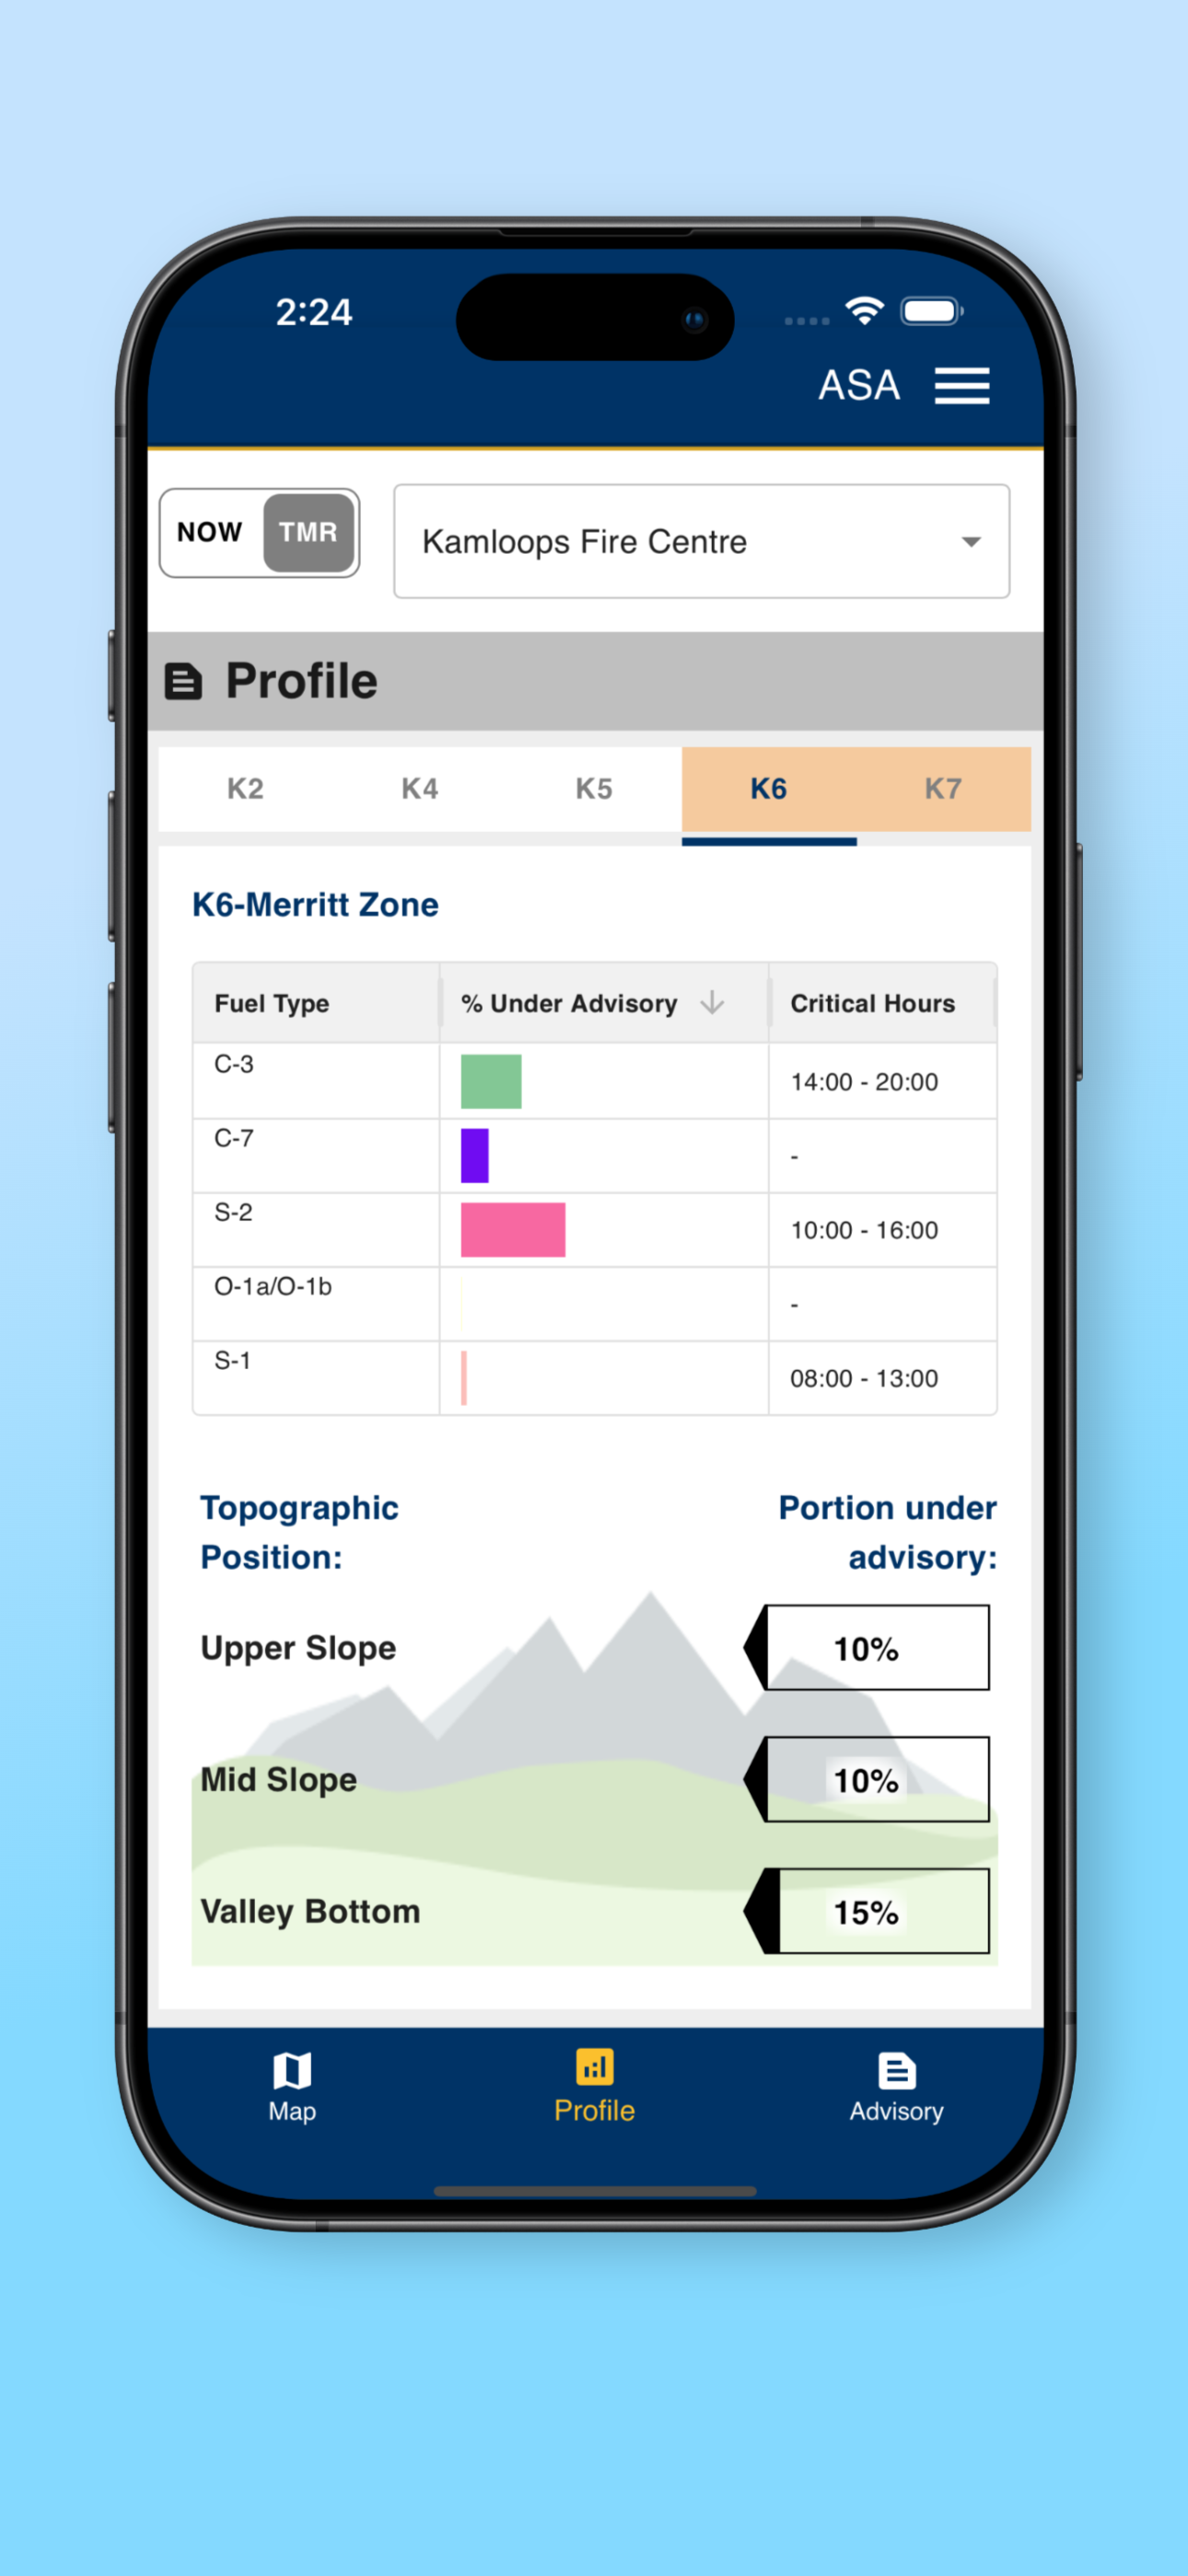 2:24
ASA
NOW TMR Kamloops Fire Centre
Profile
K2 K4 K5 K6 K7
K6-Merritt Zone
Fuel Type % Under Advisory Critical Hours
C-3 14:00 - 20:00
C-7 -
S-2 10:00 - 16:00
O-1a/O-1b -
S-1 08:00 - 13:00
Topographic Position:
Portion under advisory:
Upper Slope 10%
Mid Slope 10%
Valley Bottom 15%
Map Profile Advisory